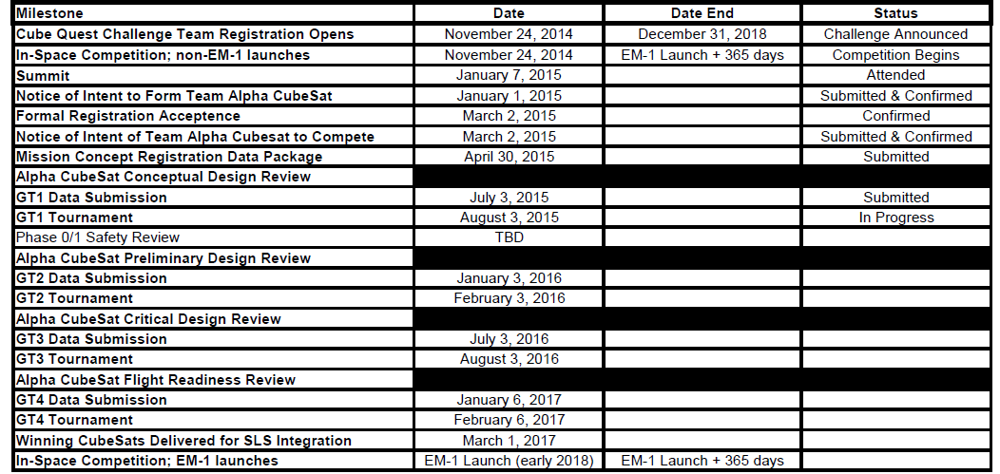 Milestone Date Date End Status
Cube Quest Challenge Team Registration Opens November 24, 2014 December 31, 2018 Challenge Announced
In-Space Competition; non-EM-1 launches November 24, 2014 EM-1 Launch + 365 days Competition Begins
Summit January 7, 2015 Attended
Notice of Intent to Form Team Alpha CubeSat January 1, 2015 Submitted & Confirmed
Formal Registration Acceptence March 2, 2015 Confirmed
Notice of Intent of Team Alpha Cubesat to Compete March 2, 2015 Submitted & Confirmed
Mission Concept Registration Data Package April 30, 2015 Submitted
Alpha CubeSat Conceptual Design Review
GT1 Data Submission July 3, 2015 Submitted
GT1 Tournament August 3, 2015 In Progress
Phase 0/1 Safety Review TBD
Alpha CubeSat Preliminary Design Review
GT2 Data Submission January 3, 2016
GT2 Tournament February 3, 2016
Alpha CubeSat Critical Design Review
GT3 Data Submission July 3, 2016
GT3 Tournament August 3, 2016
Alpha CubeSat Flight Readiness Review
GT4 Data Submission January 6, 2017
GT4 Tournament February 6, 2017
Winning CubeSats Delivered for SLS Integration March 1, 2017
In-Space Competition; EM-1 launches EM-1 Launch (early 2018) EM-1 Launch + 365 days